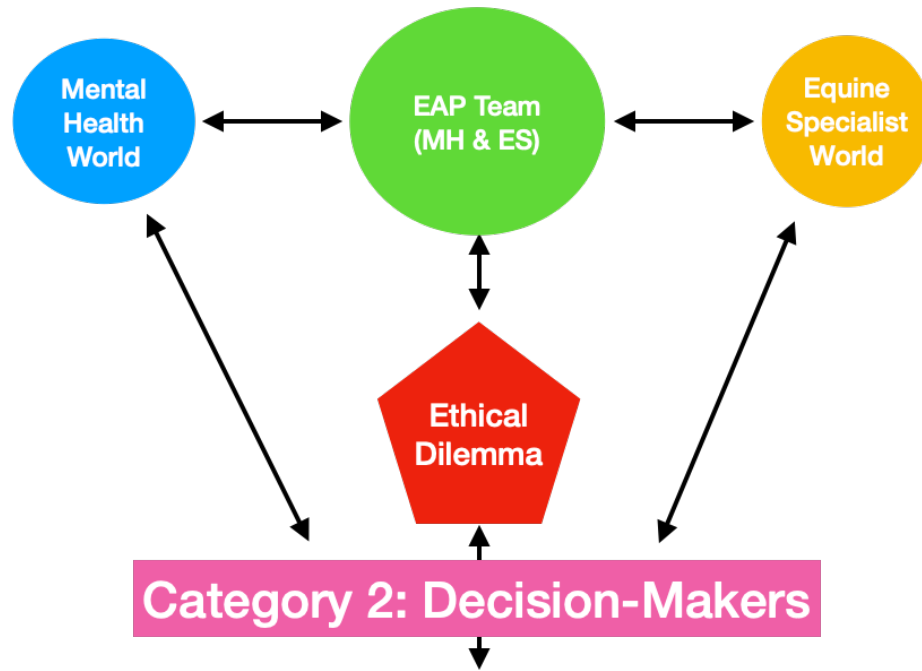 Mental
Health
World
EAP Team
(MH & ES)
Equine
Specialist
World
Ethical
Dilemma
Category 2: Decision-Makers